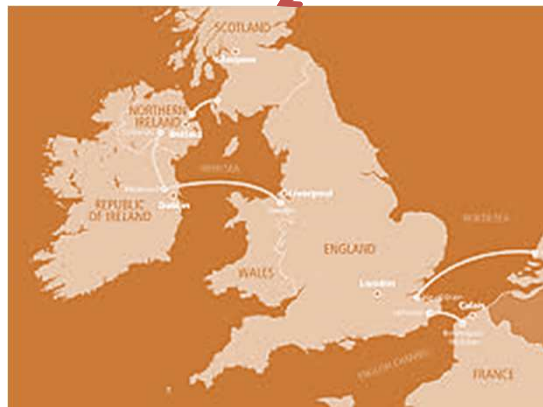 SCOTLAND
Glasgow
NORTHERN
IRELAND
Belfast
IRISH SEA
REPUBLIC
OF IRELAND
Dublin
Liverpool
NORTH SEA
ENGLAND
WALES
London
Calais
ENGLISH CHANNEL
FRANCE